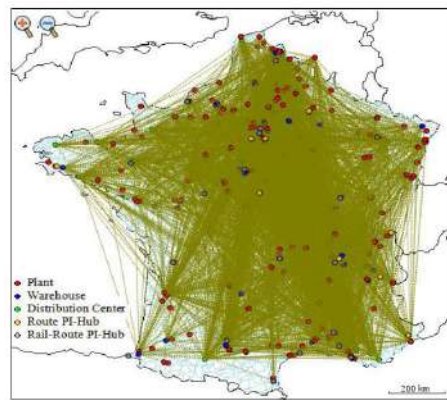 Plant
Warehouse
Distribution Center
Route PI-Hub
Rail-Route PI-Hub
200 km